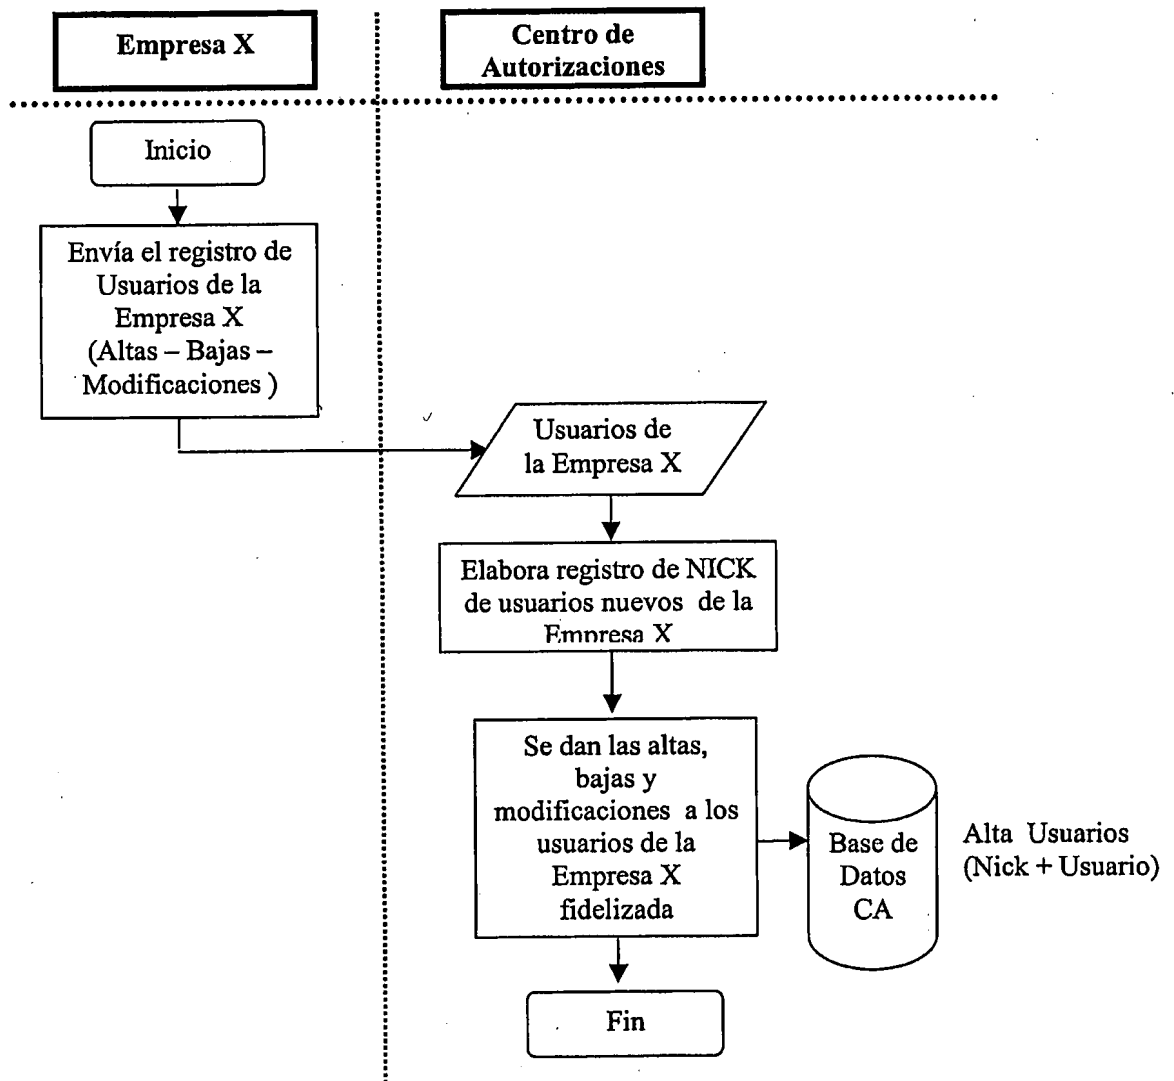 Empresa X
Centro de
Autorizaciones
Inicio
Envía el registro de
Usuarios de la
Empresa X
(Altas – Bajas –
Modificaciones )
Usuarios de
la Empresa X
Elabora registro de NICK
de usuarios nuevos de la
Empresa X
Se dan las altas,
bajas y
modificaciones a los
usuarios de la
Empresa X
fidelizada
Base de
Datos
CA
Alta Usuarios
(Nick + Usuario)
Fin